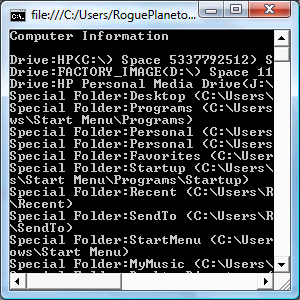 file:///C:/Users/RoguePlaneto...
Computer Information
Drive:HP(C:\) Space 5337792512) S
Drive:FACTORY_IMAGE(D:\) Space 11
Drive:HP Personal Media Drive(J:\
Special Folder:Desktop (C:\Users\
Special Folder:Programs (C:\Users
ws\Start Menu\Programs)
Special Folder:Personal (C:\Users
Special Folder:Personal (C:\Users
Special Folder:Favorites (C:\User
Special Folder:Startup (C:\Users\
s\Start Menu\Programs\Startup)
Special Folder:Recent (C:\Users\R
\Recent)
Special Folder:SendTo (C:\Users\R
\SendTo)
Special Folder:StartMenu (C:\User
ows\Start Menu)
Special Folder:MyMusic (C:\Users\